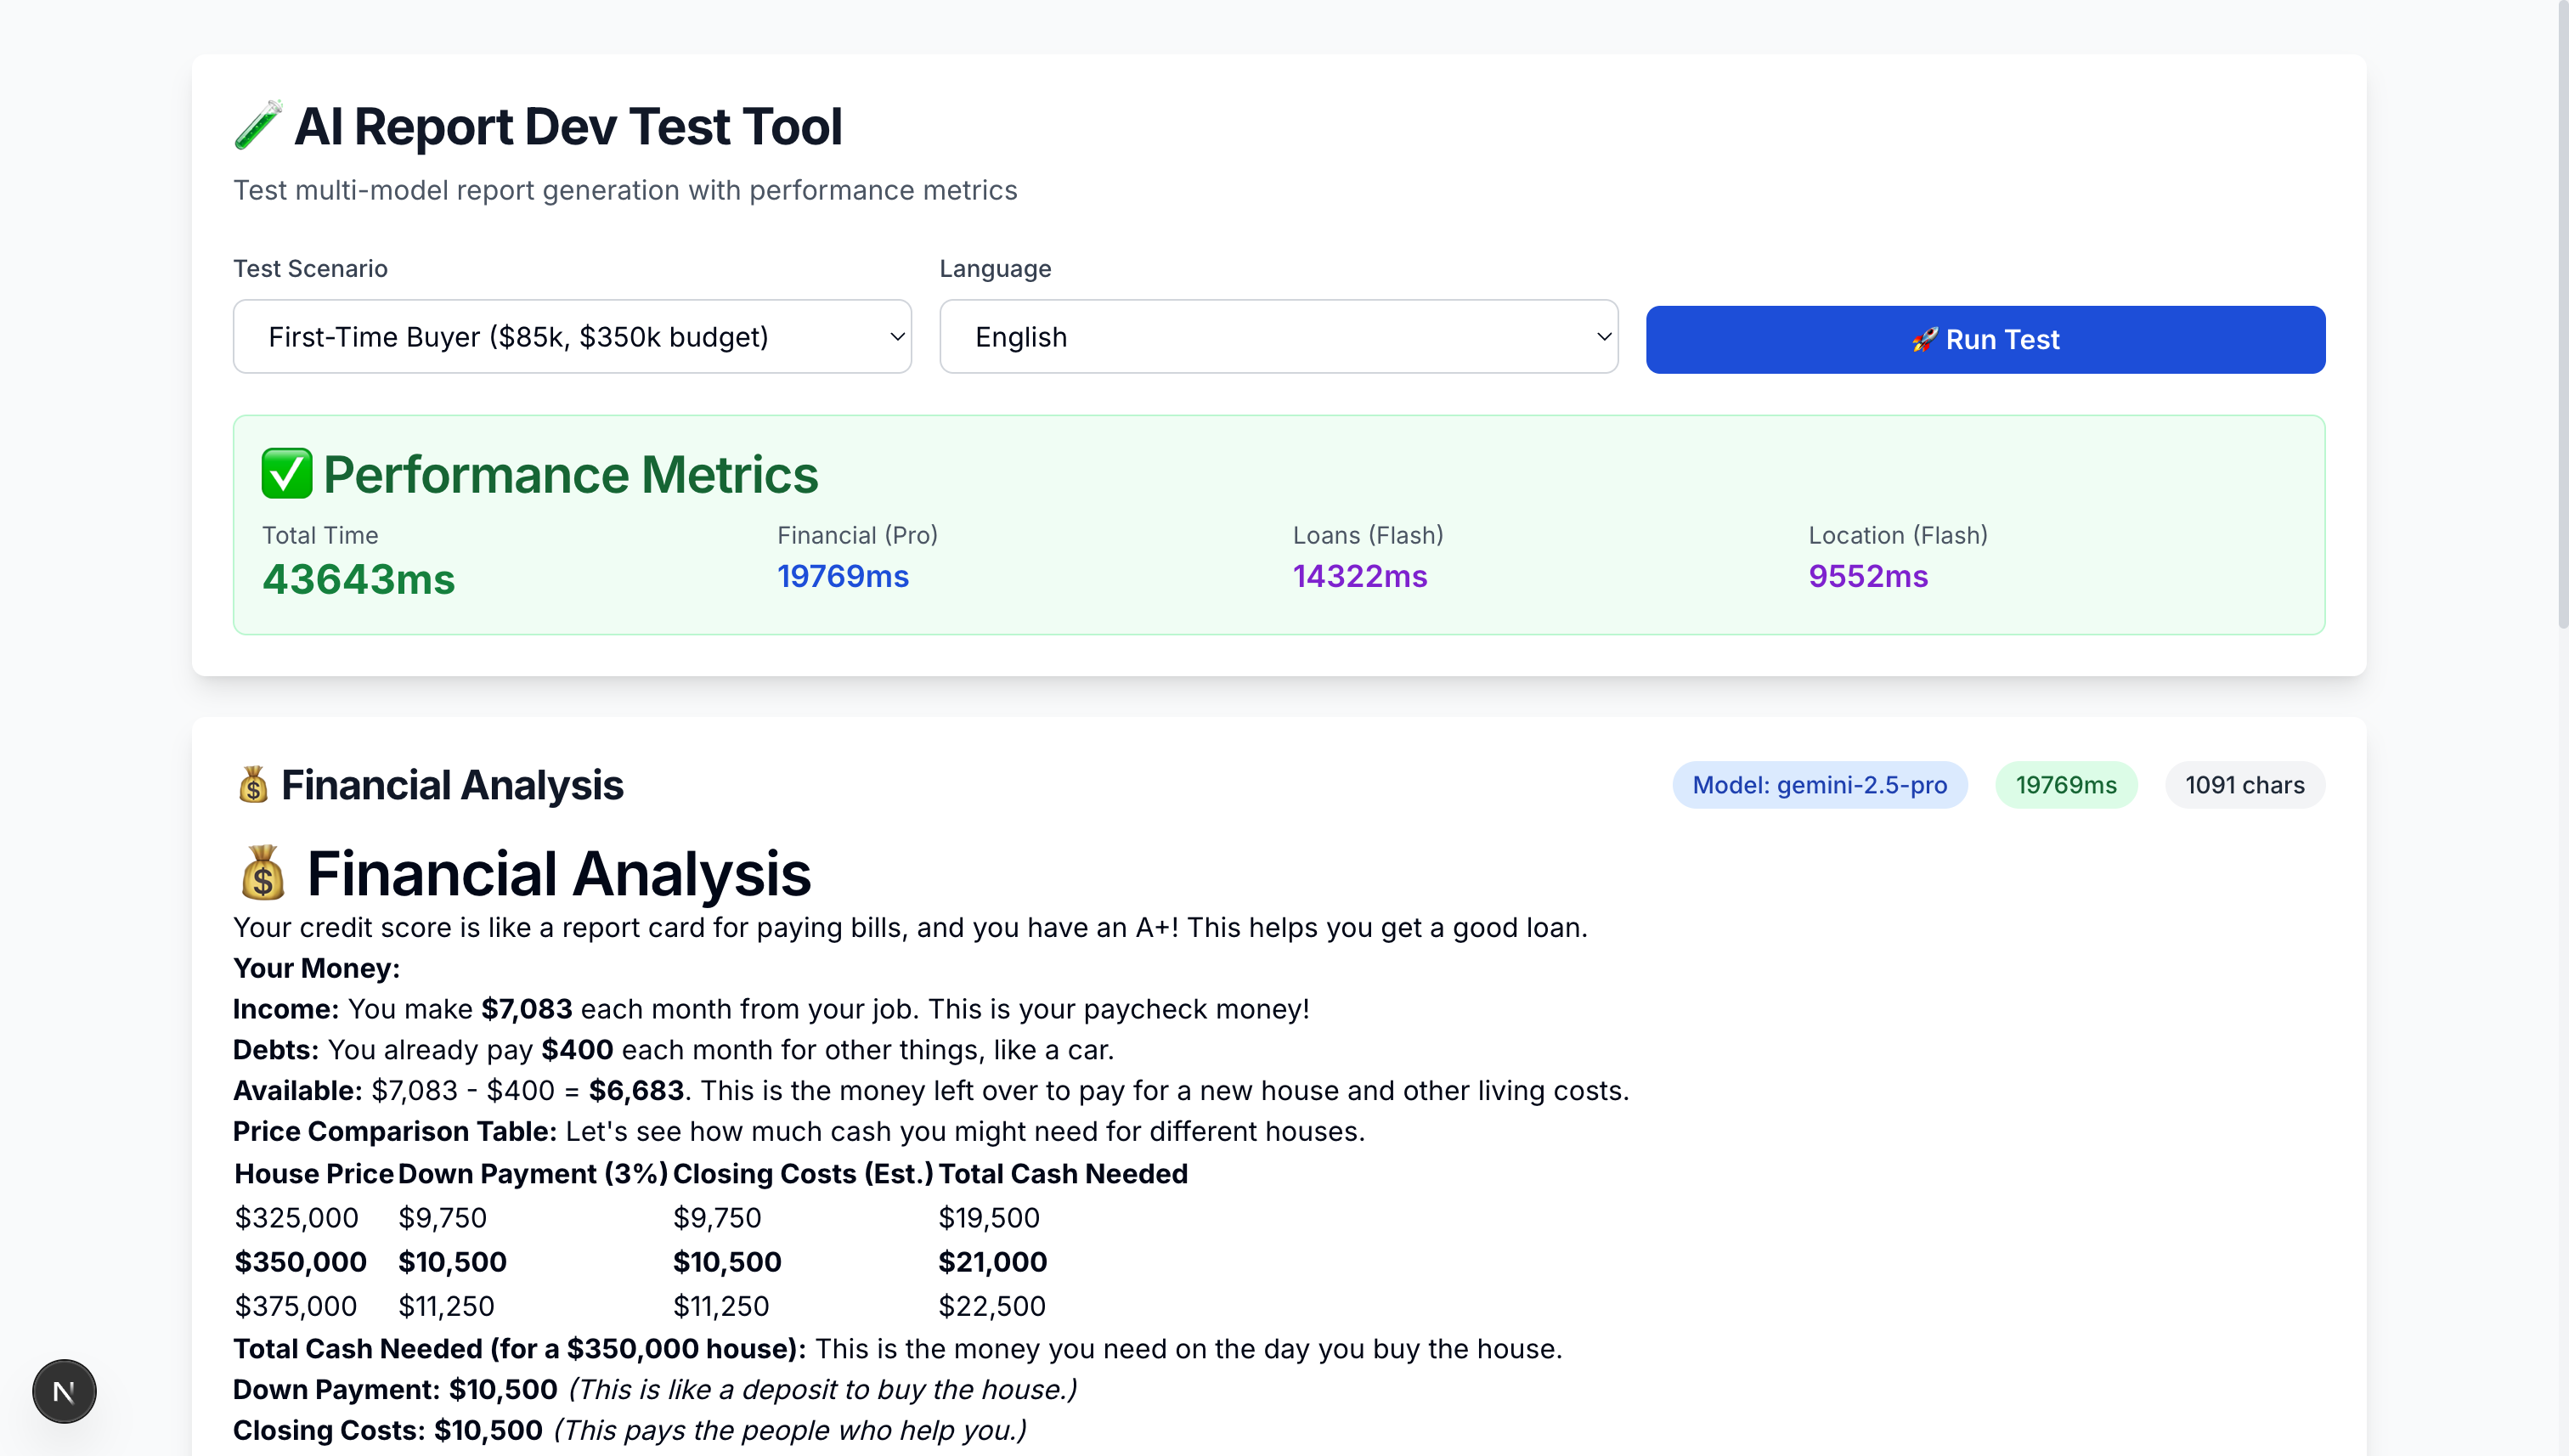 🧪 AI Report Dev Test Tool
Test multi-model report generation with performance metrics
Test Scenario
Language
First-Time Buyer ($85k, $350k budget)
English
🚀 Run Test
✅ Performance Metrics
Total Time
Financial (Pro)
Loans (Flash)
Location (Flash)
43643ms
19769ms
14322ms
9552ms
💰 Financial Analysis
Model: gemini-2.5-pro
19769ms
1091 chars
💰 Financial Analysis
Your credit score is like a report card for paying bills, and you have an A+! This helps you get a good loan.
Your Money:
Income: You make $7,083 each month from your job. This is your paycheck money!
Debts: You already pay $400 each month for other things, like a car.
Available: $7,083 - $400 = $6,683. This is the money left over to pay for a new house and other living costs.
Price Comparison Table: Let's see how much cash you might need for different houses.
House Price Down Payment (3%) Closing Costs (Est.) Total Cash Needed
$325,000 $9,750 $9,750 $19,500
$350,000 $10,500 $10,500 $21,000
$375,000 $11,250 $11,250 $22,500
Total Cash Needed (for a $350,000 house): This is the money you need on the day you buy the house.
Down Payment: $10,500 (This is like a deposit to buy the house.)
Closing Costs: $10,500 (This pays the people who help you.)
N